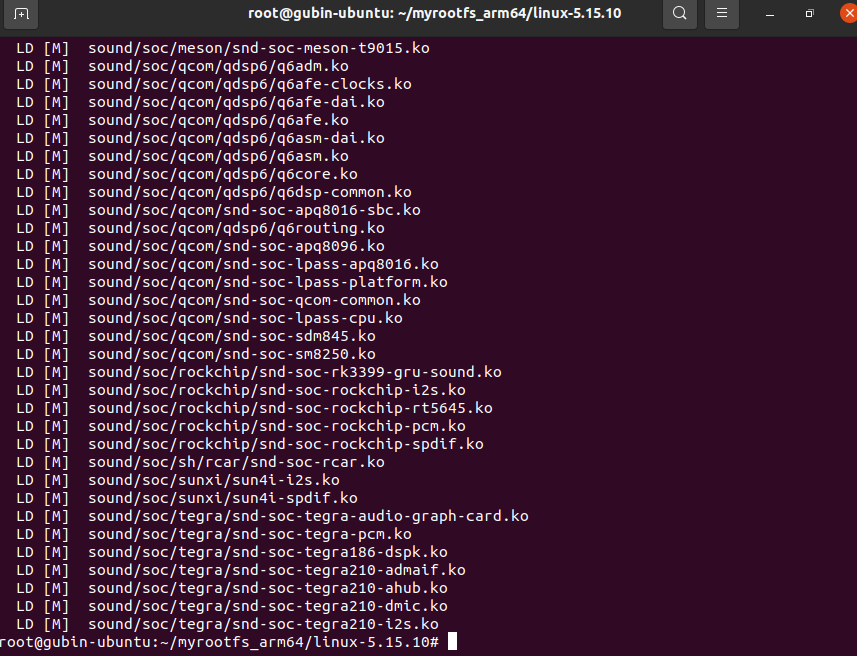 root@gubin-ubuntu: ~/myrootfs_arm64/linux-5.15.10
LD [M]  sound/soc/meson/snd-soc-meson-t9015.ko
LD [M]  sound/soc/qcom/qdsp6/q6adm.ko
LD [M]  sound/soc/qcom/qdsp6/q6afe-clocks.ko
LD [M]  sound/soc/qcom/qdsp6/q6afe-dai.ko
LD [M]  sound/soc/qcom/qdsp6/q6afe.ko
LD [M]  sound/soc/qcom/qdsp6/q6asm-dai.ko
LD [M]  sound/soc/qcom/qdsp6/q6asm.ko
LD [M]  sound/soc/qcom/qdsp6/q6core.ko
LD [M]  sound/soc/qcom/qdsp6/q6dsp-common.ko
LD [M]  sound/soc/qcom/snd-soc-apq8016-sbc.ko
LD [M]  sound/soc/qcom/qdsp6/q6routing.ko
LD [M]  sound/soc/qcom/snd-soc-apq8096.ko
LD [M]  sound/soc/qcom/snd-soc-lpass-apq8016.ko
LD [M]  sound/soc/qcom/snd-soc-lpass-platform.ko
LD [M]  sound/soc/qcom/snd-soc-qcom-common.ko
LD [M]  sound/soc/qcom/snd-soc-lpass-cpu.ko
LD [M]  sound/soc/qcom/snd-soc-sdm845.ko
LD [M]  sound/soc/qcom/snd-soc-sm8250.ko
LD [M]  sound/soc/rockchip/snd-soc-rk3399-gru-sound.ko
LD [M]  sound/soc/rockchip/snd-soc-rockchip-i2s.ko
LD [M]  sound/soc/rockchip/snd-soc-rockchip-rt5645.ko
LD [M]  sound/soc/rockchip/snd-soc-rockchip-pcm.ko
LD [M]  sound/soc/rockchip/snd-soc-rockchip-spdif.ko
LD [M]  sound/soc/sh/rcar/snd-soc-rcar.ko
LD [M]  sound/soc/sunxi/sun4i-i2s.ko
LD [M]  sound/soc/sunxi/sun4i-spdif.ko
LD [M]  sound/soc/tegra/snd-soc-tegra-audio-graph-card.ko
LD [M]  sound/soc/tegra/snd-soc-tegra-pcm.ko
LD [M]  sound/soc/tegra/snd-soc-tegra186-dspk.ko
LD [M]  sound/soc/tegra/snd-soc-tegra210-admaif.ko
LD [M]  sound/soc/tegra/snd-soc-tegra210-ahub.ko
LD [M]  sound/soc/tegra/snd-soc-tegra210-dmic.ko
LD [M]  sound/soc/tegra/snd-soc-tegra210-i2s.ko
root@gubin-ubuntu:~/myrootfs_arm64/linux-5.15.10#